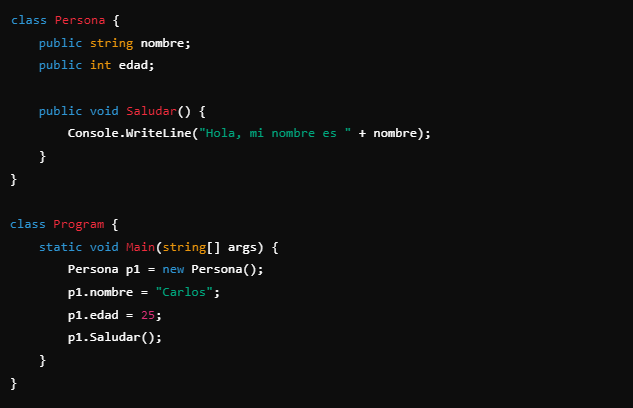 class Persona {
    public string nombre;
    public int edad;

    public void Saludar() {
        Console.WriteLine("Hola, mi nombre es " + nombre);
    }
}

class Program {
    static void Main(string[] args) {
        Persona p1 = new Persona();
        p1.nombre = "Carlos";
        p1.edad = 25;
        p1.Saludar();
    }
}